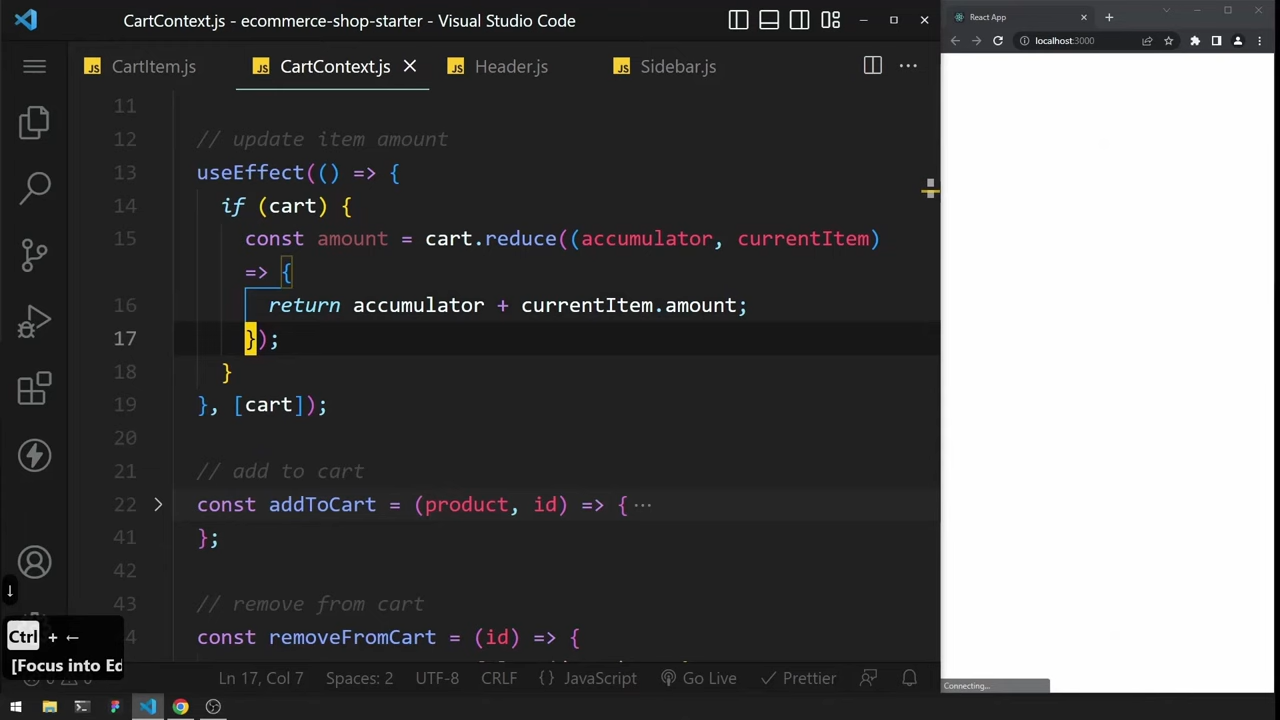 CartContext.js - ecommerce-shop-starter - Visual Studio Code
React App
localhost:3000
JS CartItem.js
JS CartContext.js
JS Header.js
JS Sidebar.js
11
12 // update item amount
13 useEffect(() => {
14 if (cart) {
15 const amount = cart.reduce((accumulator, currentItem)
=> {
16 return accumulator + currentItem.amount;
17 });
18 }
19 }, [cart]);
20
21 // add to cart
22 const addToCart = (product, id) => {···
41 };
42
43 // remove from cart
const removeFromCart = (id) => {
↓
Ctrl + ←
[Focus into Ed
Ln 17, Col 7
Spaces: 2
UTF-8
CRLF
{} JavaScript
Go Live
Prettier
Connecting...